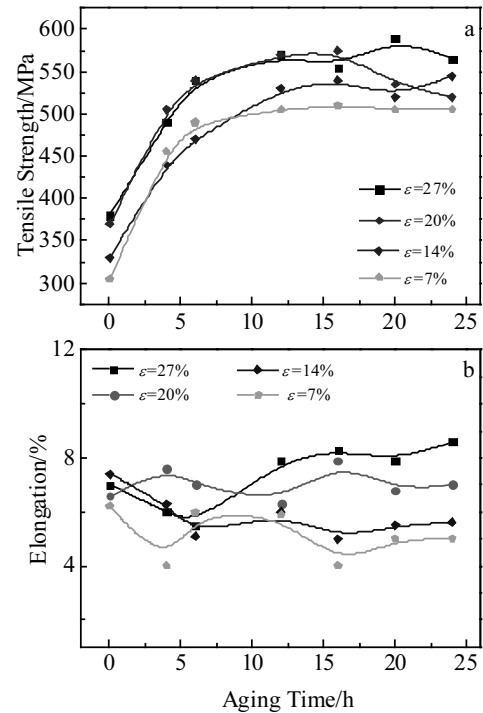 a
600
550
500
450
400
350
300
Tensile Strength/MPa
ε=27%
ε=20%
ε=14%
ε=7%
0 5 10 15 20 25
b
12
8
4
Elongation/%
ε=27% ε=14%
ε=20% ε=7%
0 5 10 15 20 25
Aging Time/h